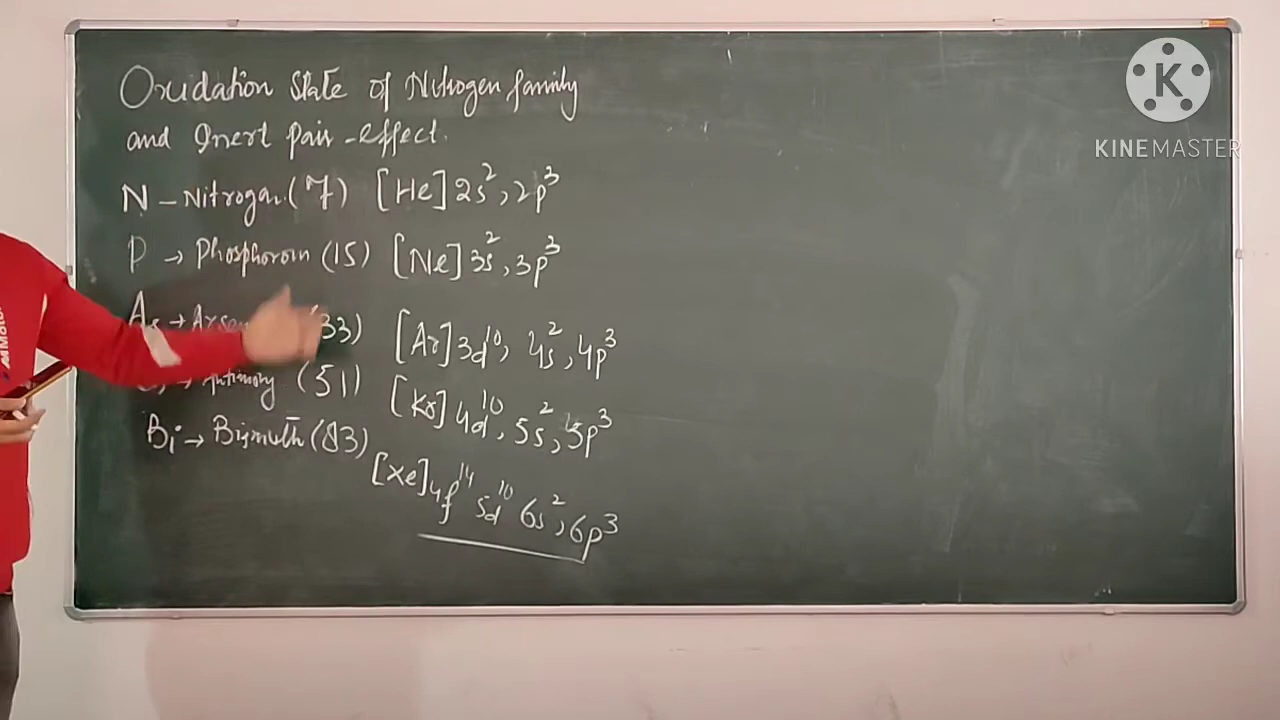 Oxidation State of Nitrogen family
and Inert Pair-effect.
N – Nitrogen (7) [He] 2s², 2p³
P → Phosphorous (15) [Ne] 3s², 3p³
As → (33) [Ar] 3d¹⁰, 4s², 4p³
→ Antimony (51) [Kr] 4d¹⁰, 5s², 5p³
Bi → Bismuth (83)
[Xe] 4f¹⁴ 5d¹⁰ 6s², 6p³
K
KINEMASTER